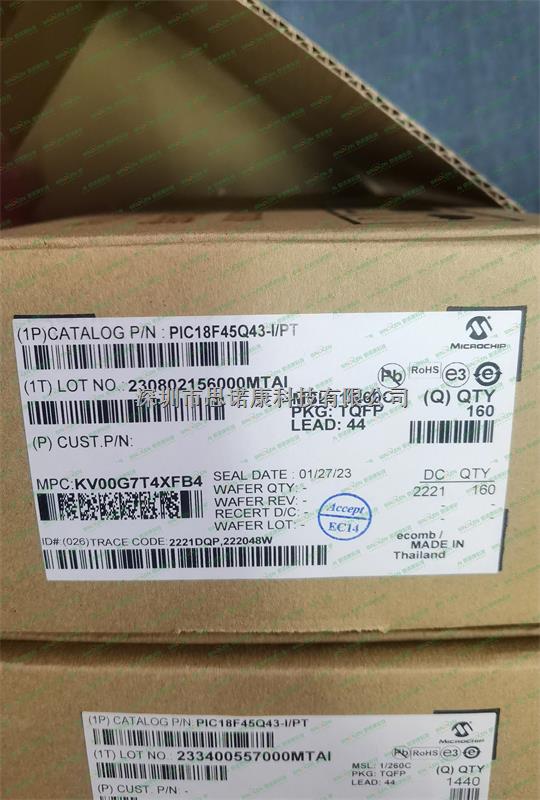 (1P)CATALOG P/N : PIC18F45Q43-I/PT
MICROCHIP
(1T) LOT NO.: 230802156000MTAI
RoHS e3
深圳市思诺康科技有限公司
MSL: 1/260C
(Q) QTY
PKG: TQFP
160
LEAD: 44
(P) CUST.P/N:
MPC:KV00G7T4XFB4
SEAL DATE : 01/27/23
DC QTY
WAFER QTY: -
2221 160
WAFER REV: -
- -
RECERT D/C: -
- -
WAFER LOT: -
Accept
EC14
ID# (026)TRACE CODE :2221DQP,222048W
ecomb /
MADE IN
Thailand
(1P) CATALOG P/N: PIC18F45Q43-I/PT
MICROCHIP
(1T) LOT NO.: 233400557000MTAI
Pb RoHS e3
MSL: 1/260C
(Q) QTY
PKG: TQFP
1440
LEAD: 44
(P) CUST P/N: -